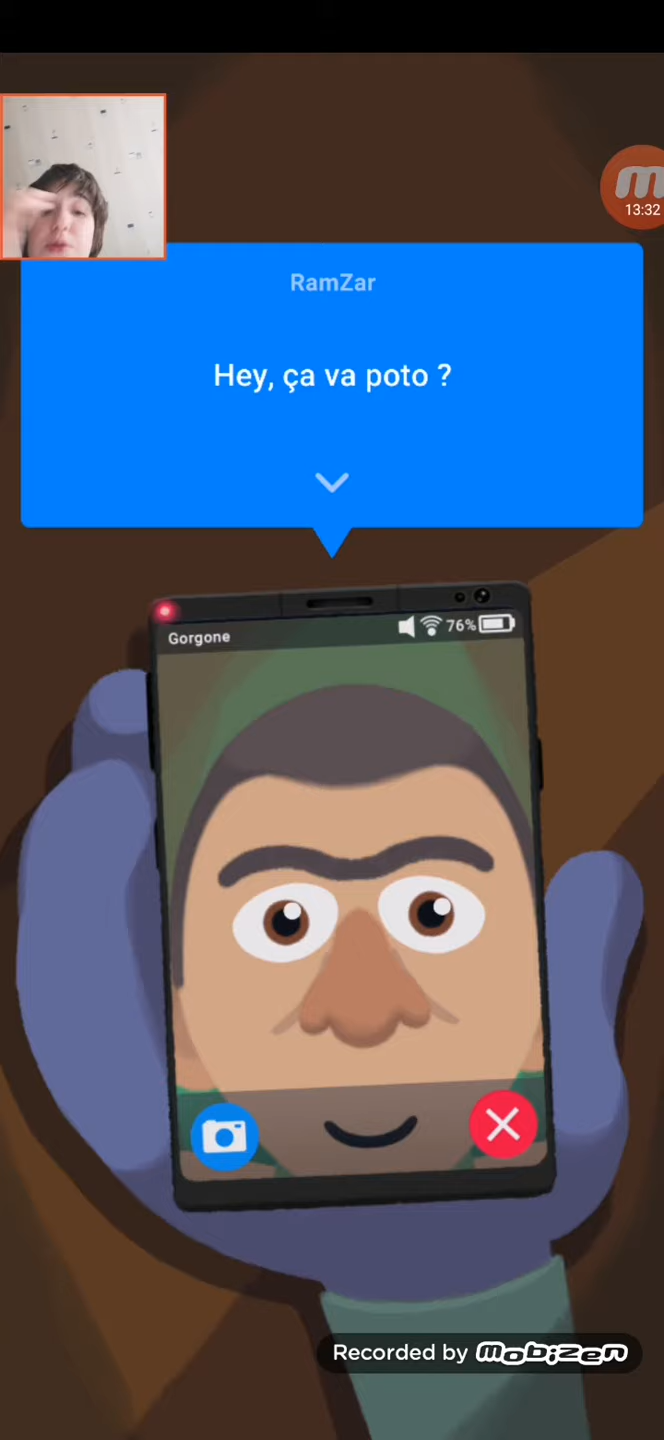 13:32
RamZar
Hey, ça va poto ?
Gorgone
76%
Recorded by mobizen